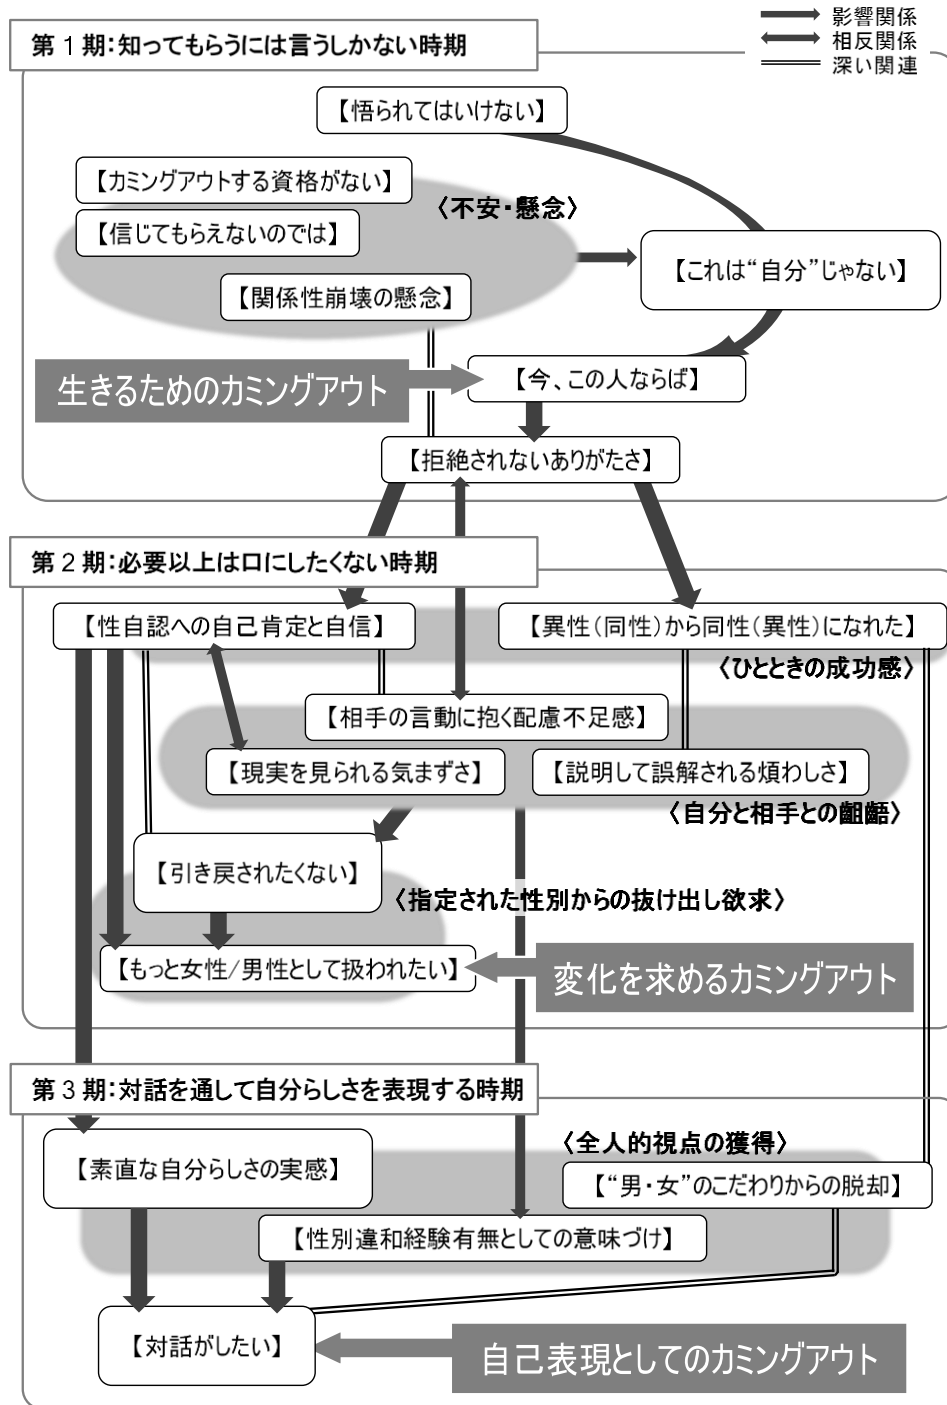 影響関係
相反関係
深い関連
第1期:知ってもらうには言うしかない時期
【悟られてはいけない】
【カミングアウトする資格がない】
〈不安・懸念〉
【信じてもらえないのでは】
【これは“自分”じゃない】
【関係性崩壊の懸念】
生きるためのカミングアウト
【今、この人ならば】
【拒絶されないありがたさ】
第2期:必要以上は口にしたくない時期
【性自認への自己肯定と自信】
【異性(同性)から同性(異性)になれた】
〈ひとときの成功感〉
【相手の言動に抱く配慮不足感】
【現実を見られる気まずさ】
【説明して誤解される煩わしさ】
〈自分と相手との齟齬〉
【引き戻されたくない】
〈指定された性別からの抜け出し欲求〉
【もっと女性/男性として扱われたい】
変化を求めるカミングアウト
第3期:対話を通して自分らしさを表現する時期
〈全人的視点の獲得〉
【素直な自分らしさの実感】
【“男・女”のこだわりからの脱却】
【性別違和経験有無としての意味づけ】
【対話がしたい】
自己表現としてのカミングアウト